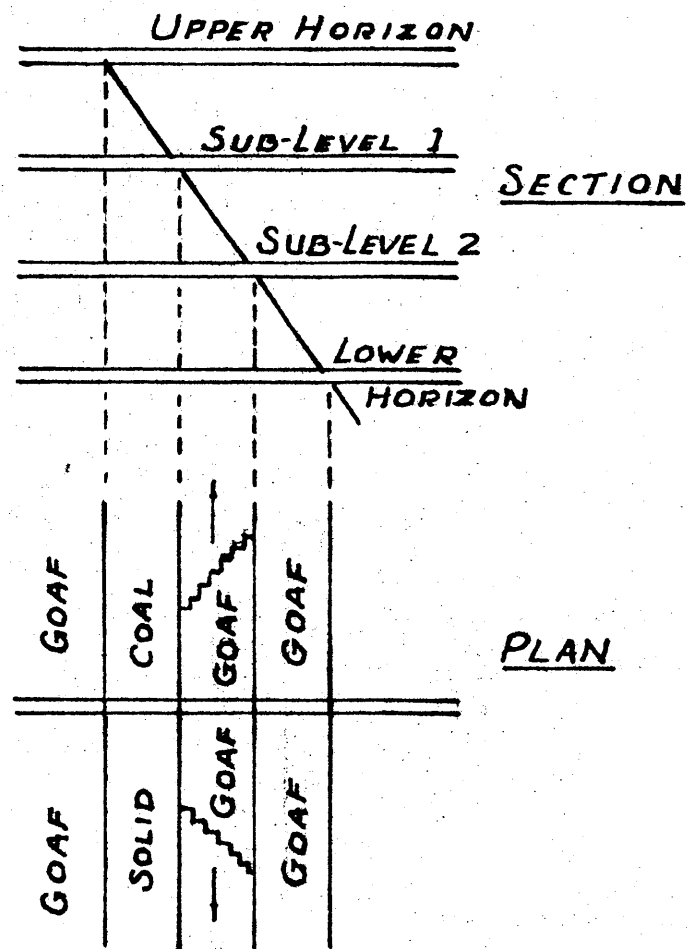 UPPER HORIZON
SUB-LEVEL 1
SECTION
SUB-LEVEL 2
LOWER
HORIZON
GOAF
COAL
GOAF
GOAF
PLAN
GOAF
SOLID
GOAF
GOAF